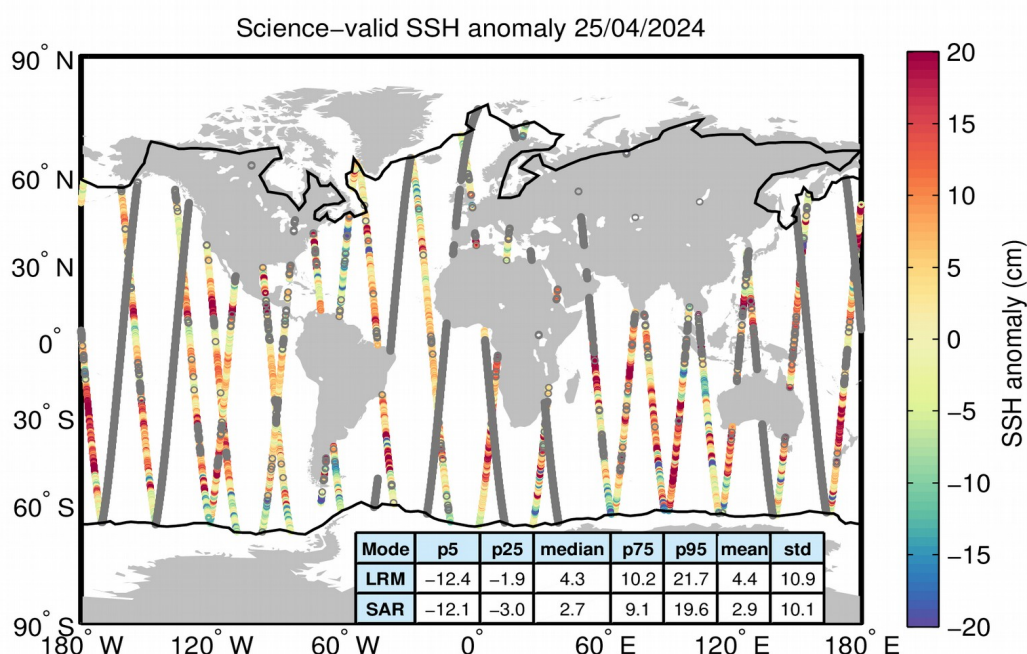 Science−valid SSH anomaly 25/04/2024
90° N
60° N
30° N
0°
30° S
60° S
90° S
180° W 120° W 60° W 0° 60° E 120° E 180° E
Mode p5 p25 median p75 p95 mean std
LRM −12.4 −1.9 4.3 10.2 21.7 4.4 10.9
SAR −12.1 −3.0 2.7 9.1 19.6 2.9 10.1
20
15
10
5
0
−5
−10
−15
−20
SSH anomaly (cm)